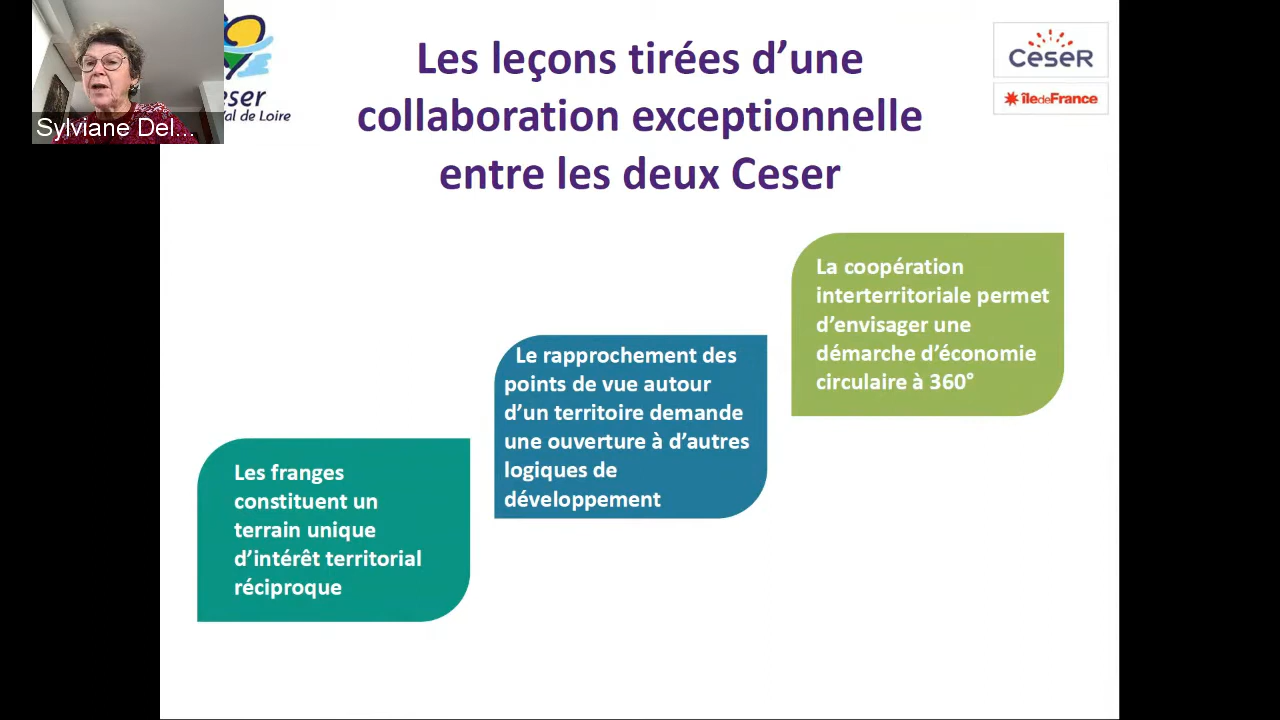 Sylviane Del...
eser
al de Loire
Les leçons tirées d’une
collaboration exceptionnelle
entre les deux Ceser
CeseR
îledeFrance
La coopération
interterritoriale permet
d’envisager une
démarche d’économie
circulaire à 360°
Le rapprochement des
points de vue autour
d’un territoire demande
une ouverture à d’autres
logiques de
développement
Les franges
constituent un
terrain unique
d’intérêt territorial
réciproque